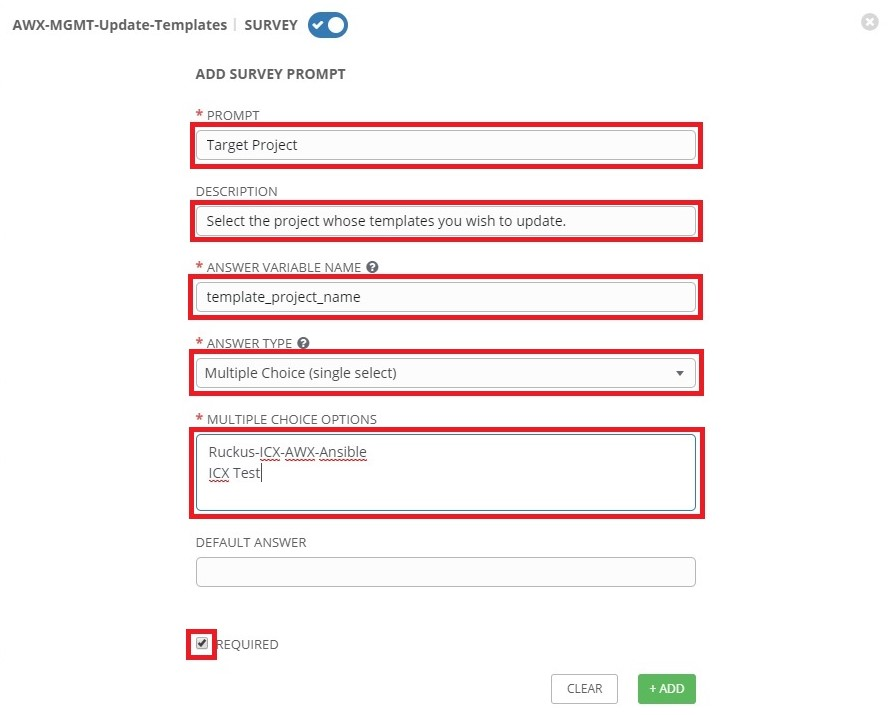 AWX-MGMT-Update-Templates | SURVEY
ADD SURVEY PROMPT
* PROMPT
Target Project
DESCRIPTION
Select the project whose templates you wish to update.
* ANSWER VARIABLE NAME ?
template_project_name
* ANSWER TYPE ?
Multiple Choice (single select)
* MULTIPLE CHOICE OPTIONS
Ruckus-ICX-AWX-Ansible
ICX Test
DEFAULT ANSWER
REQUIRED
CLEAR + ADD